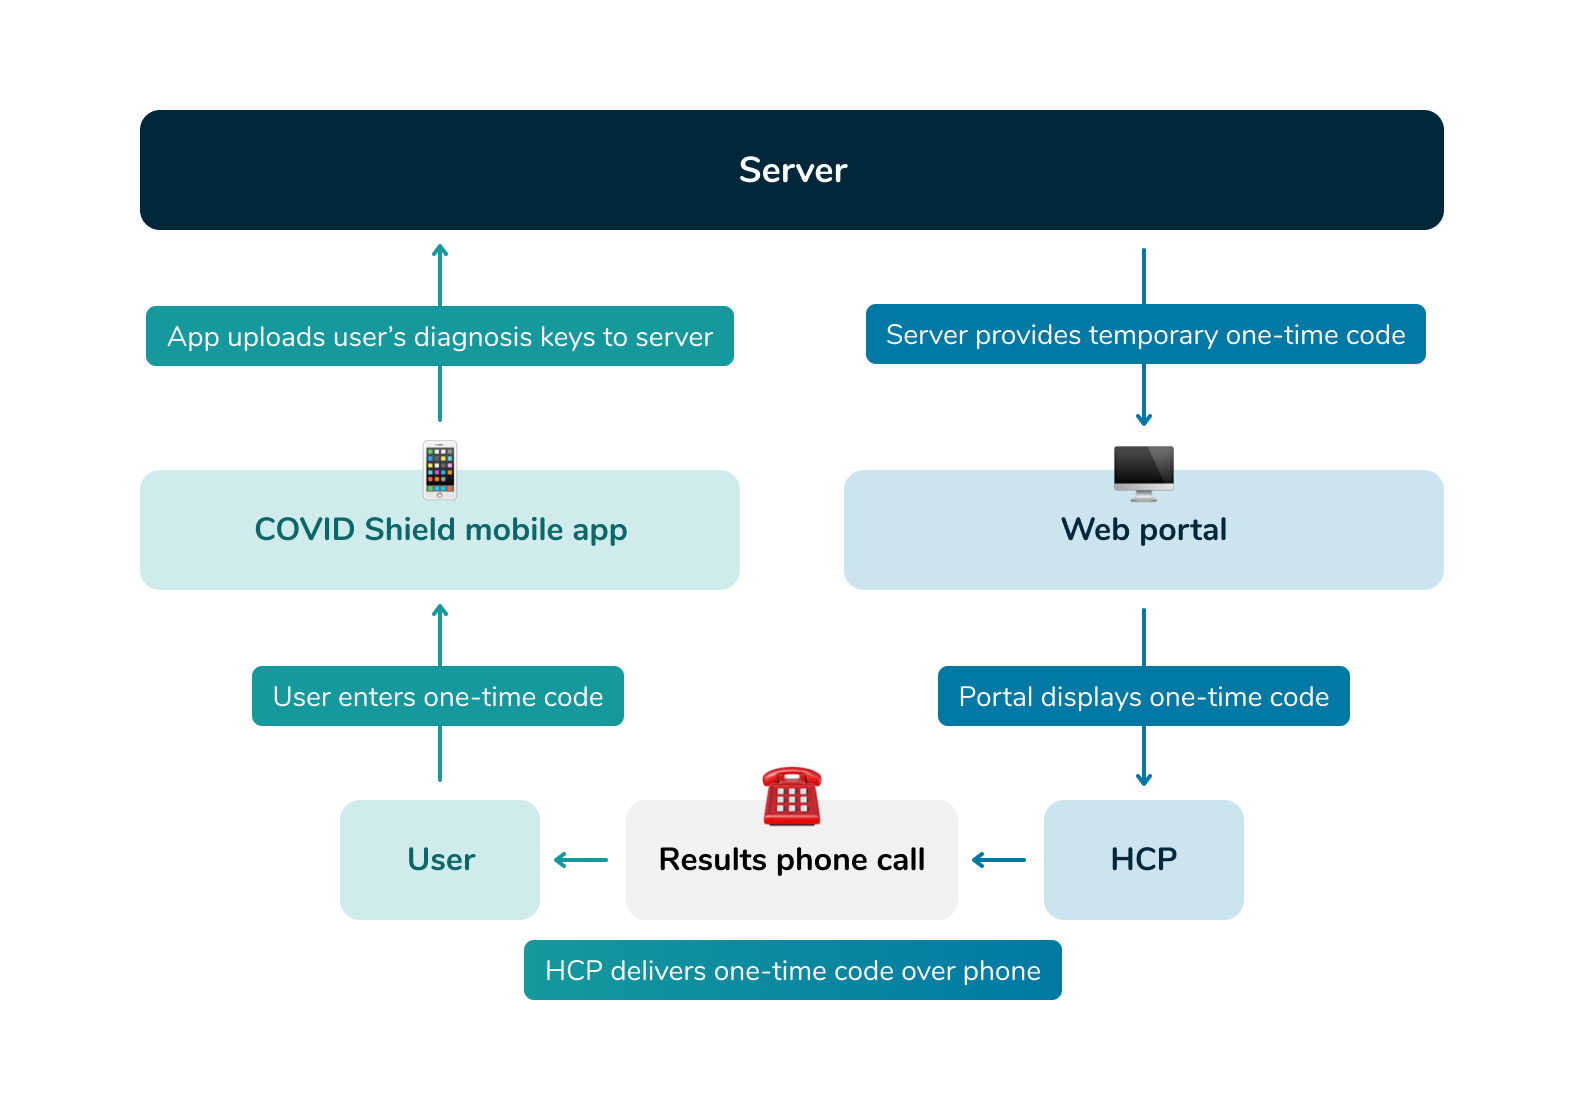 Server
App uploads user’s diagnosis keys to server
Server provides temporary one-time code
COVID Shield mobile app
Web portal
User enters one-time code
Portal displays one-time code
User
Results phone call
HCP
HCP delivers one-time code over phone